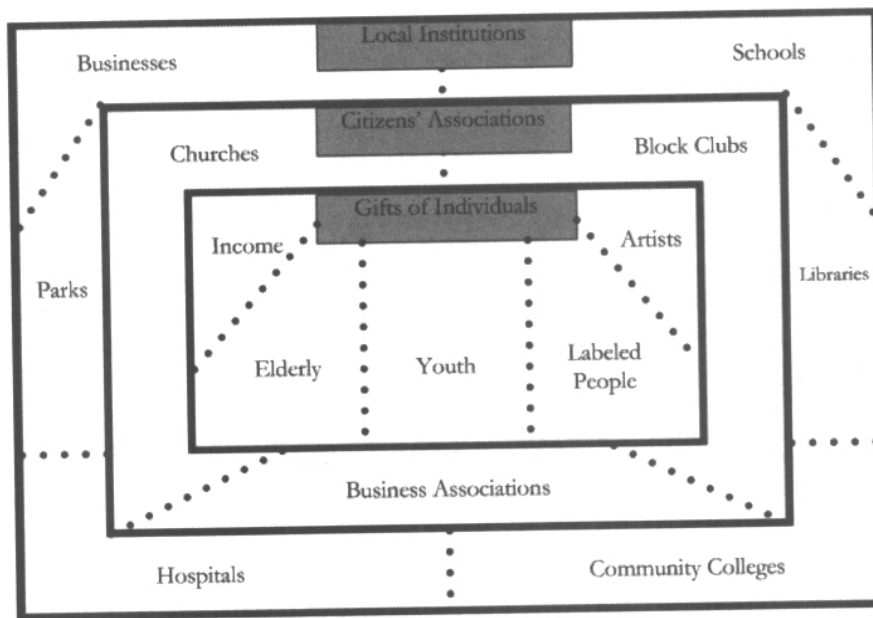 Local Institutions
Businesses
Schools
Citizens' Associations
Churches
Block Clubs
Gifts of Individuals
Income
Artists
Parks
Libraries
Elderly
Youth
Labeled
People
Business Associations
Hospitals
Community Colleges